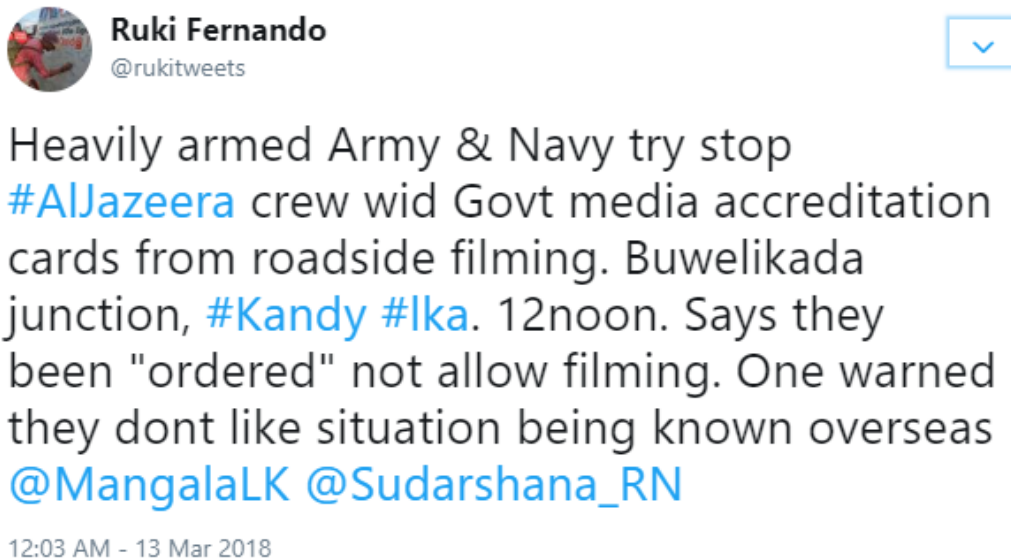 Ruki Fernando
@rukitweets
Heavily armed Army & Navy try stop
#AlJazeera crew wid Govt media accreditation
cards from roadside filming. Buwelikada
junction, #Kandy #lka. 12noon. Says they
been "ordered" not allow filming. One warned
they dont like situation being known overseas
@MangalaLK @Sudarshana_RN
12:03 AM - 13 Mar 2018